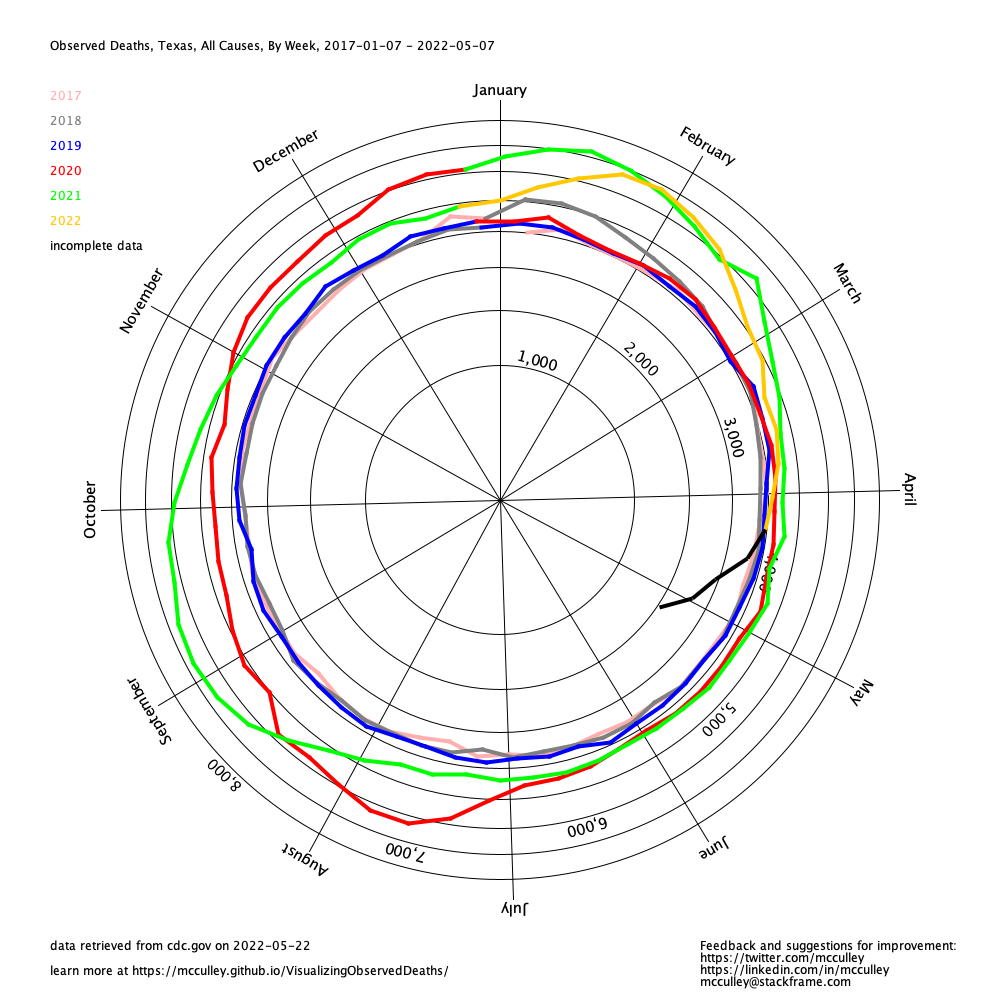 Observed Deaths, Texas, All Causes, By Week, 2017-01-07 - 2022-05-07
2017
2018
2019
2020
2021
2022
incomplete data
January
February
March
April
May
June
July
August
September
October
November
December
1,000
2,000
3,000
4,000
5,000
6,000
7,000
8,000
data retrieved from cdc.gov on 2022-05-22
learn more at https://mcculley.github.io/VisualizingObservedDeaths/
Feedback and suggestions for improvement:
https://twitter.com/mcculley
https://linkedin.com/in/mcculley
mcculley@stackframe.com